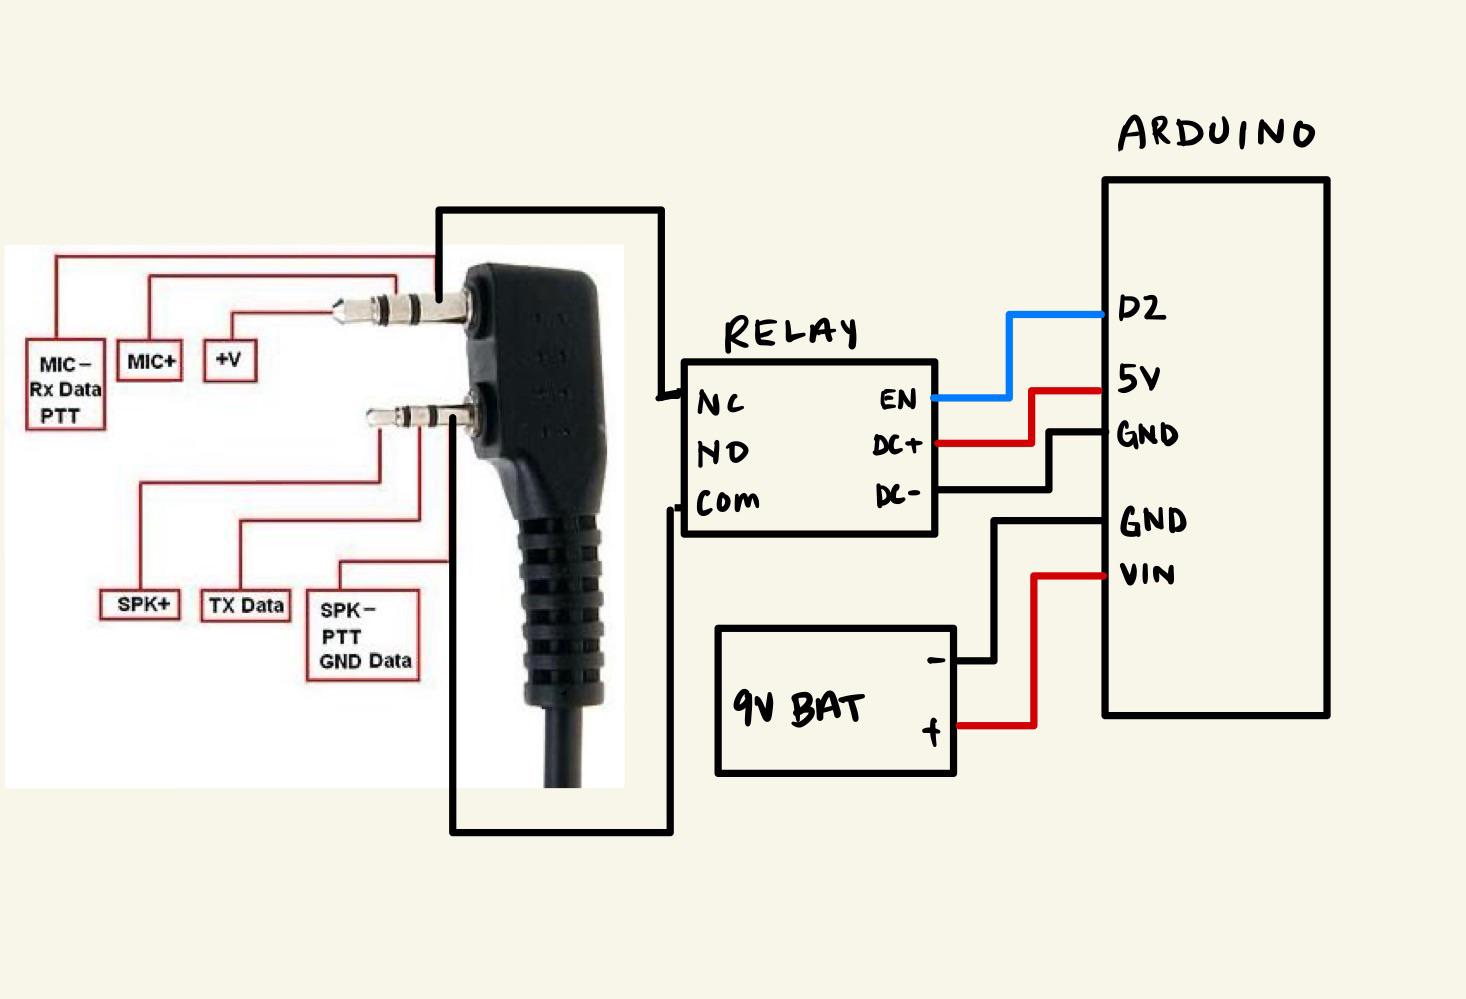 ARDUINO
D2
5V
GND
GND
VIN
RELAY
NC
NO
COM
EN
DC+
DC-
MIC-
Rx Data
PTT
MIC+
+V
SPK+
TX Data
SPK-
PTT
GND Data
9V BAT
-
+